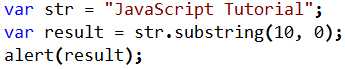 var str = "JavaScript Tutorial";
var result = str.substring(10, 0);
alert(result);